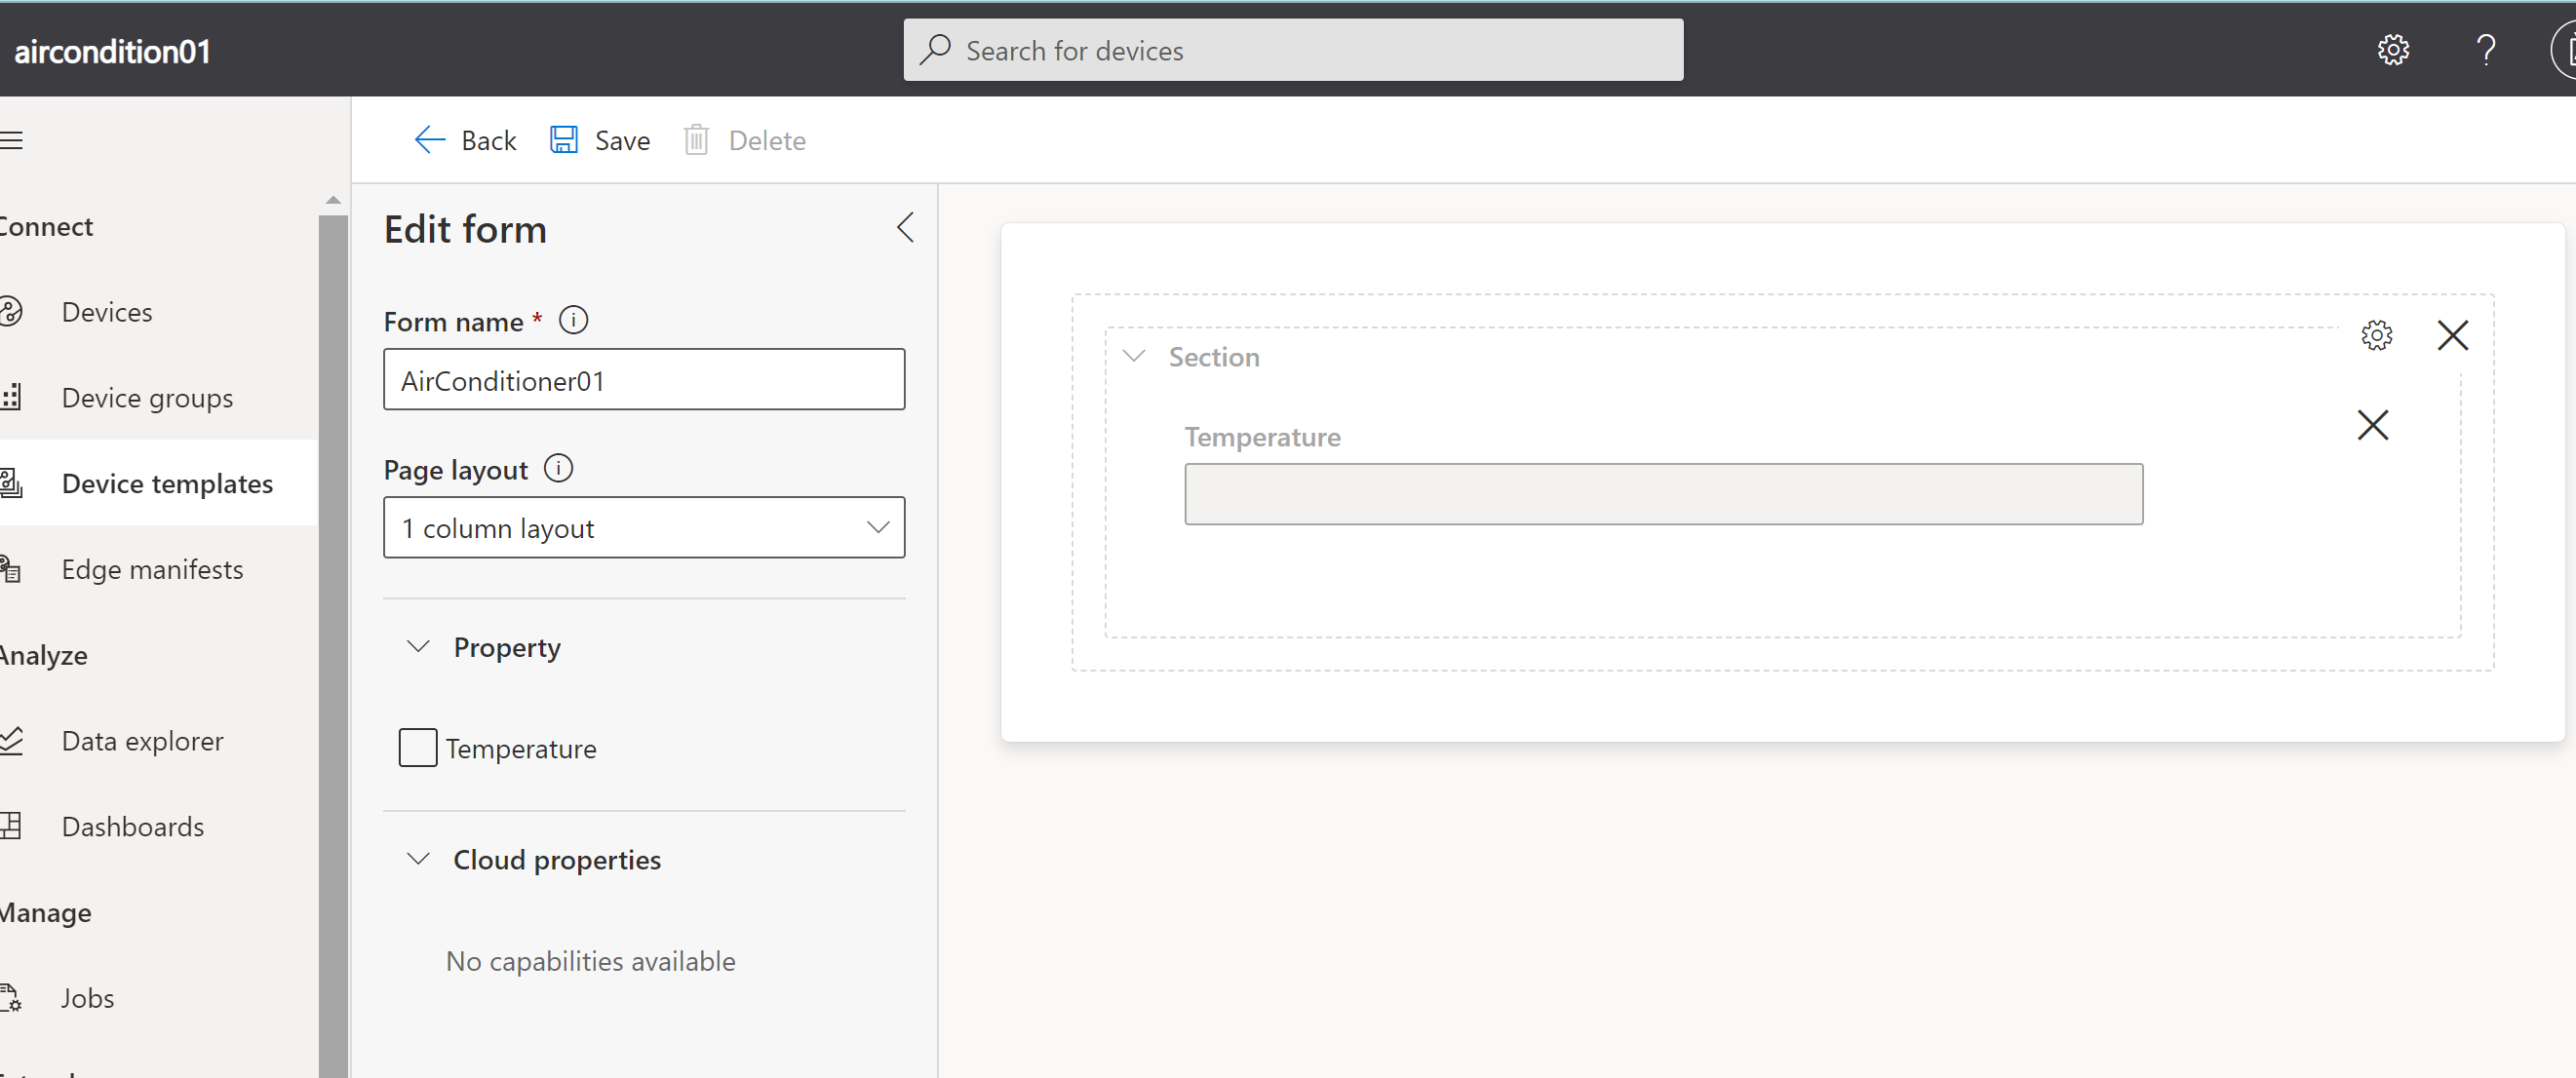 aircondition01
Search for devices
?
Back
Save
Delete
Connect
Devices
Device groups
Device templates
Edge manifests
Analyze
Data explorer
Dashboards
Manage
Jobs
Edit form
Form name *
AirConditioner01
Page layout
1 column layout
Property
Temperature
Cloud properties
No capabilities available
Section
Temperature